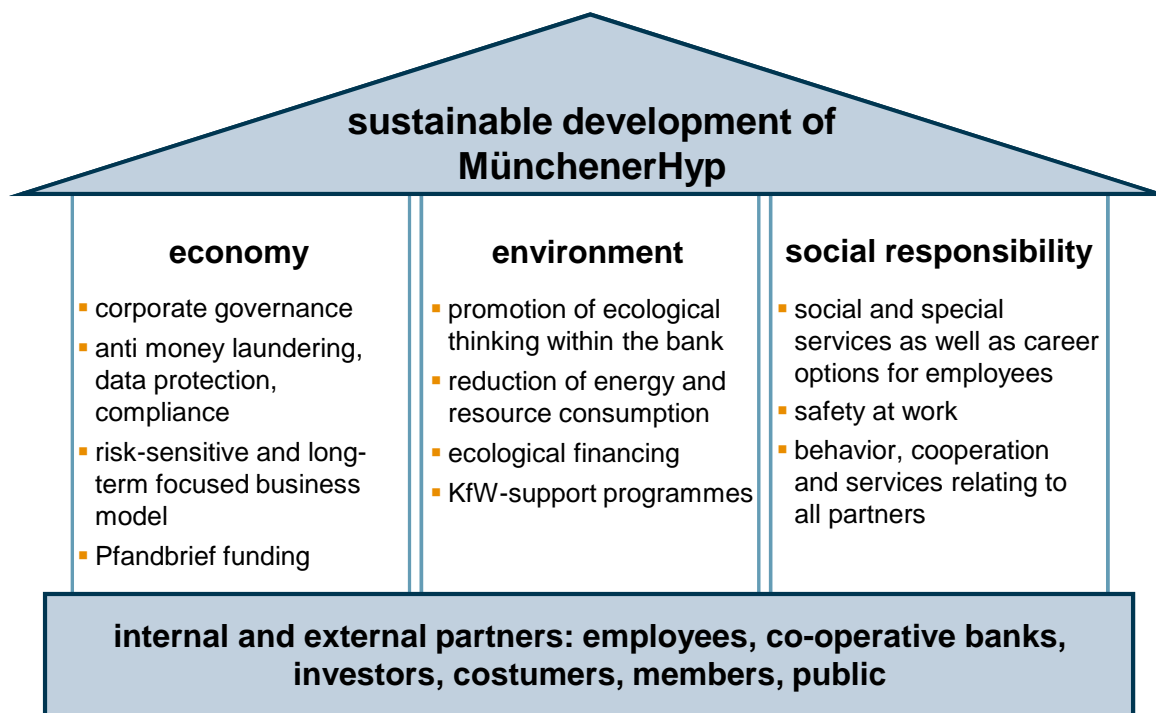 sustainable development of
MünchenerHyp
economy
▪ corporate governance
▪ anti money laundering,
data protection,
compliance
▪ risk-sensitive and long-
term focused business
model
▪ Pfandbrief funding
environment
▪ promotion of ecological
thinking within the bank
▪ reduction of energy and
resource consumption
▪ ecological financing
▪ KfW-support programmes
social responsibility
▪ social and special
services as well as career
options for employees
▪ safety at work
▪ behavior, cooperation
and services relating to
all partners
internal and external partners: employees, co-operative banks,
investors, costumers, members, public